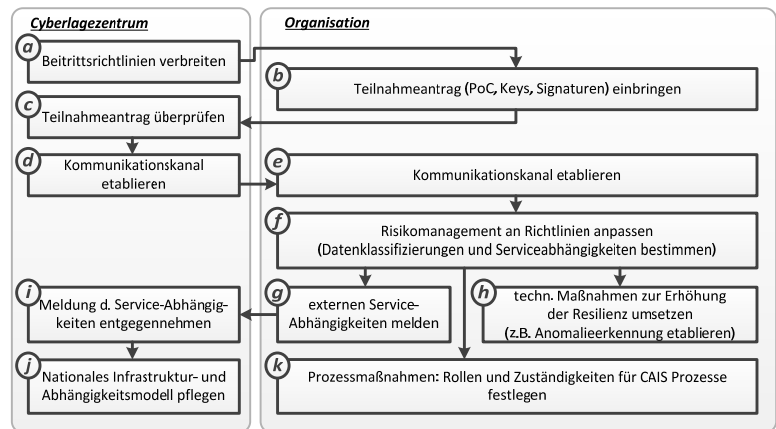 Cyberlagezentrum
Organisation
a
Beitrittsrichtlinien verbreiten
b
Teilnahmeantrag (PoC, Keys, Signaturen) einbringen
c
Teilnahmeantrag überprüfen
d
Kommunikationskanal
etablieren
e
Kommunikationskanal etablieren
f
Risikomanagement an Richtlinien anpassen
(Datenklassifizierungen und Serviceabhängigkeiten bestimmen)
g
externen Service-
Abhängigkeiten melden
h
techn. Maßnahmen zur Erhöhung
der Resilienz umsetzen
(z.B. Anomalieerkennung etablieren)
i
Meldung d. Service-Abhängig-
keiten entgegennehmen
j
Nationales Infrastruktur- und
Abhängigkeitsmodell pflegen
k
Prozessmaßnahmen: Rollen und Zuständigkeiten für CAIS Prozesse
festlegen